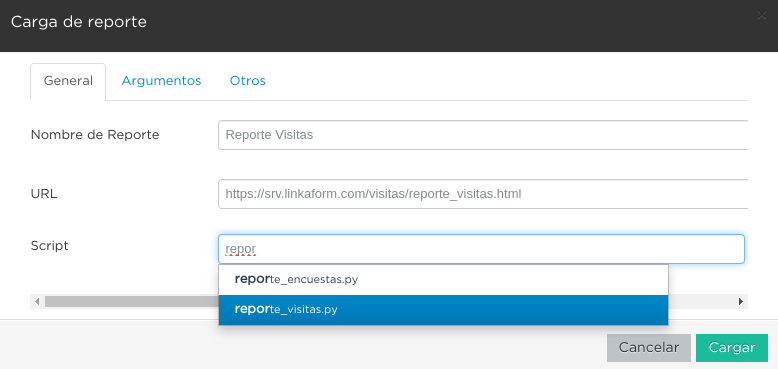 Carga de reporte
General Argumentos Otros
Nombre de Reporte Reporte Visitas
URL https://srv.linkaform.com/visitas/reporte_visitas.html
Script repor
reporte_encuestas.py
reporte_visitas.py
Cancelar Cargar